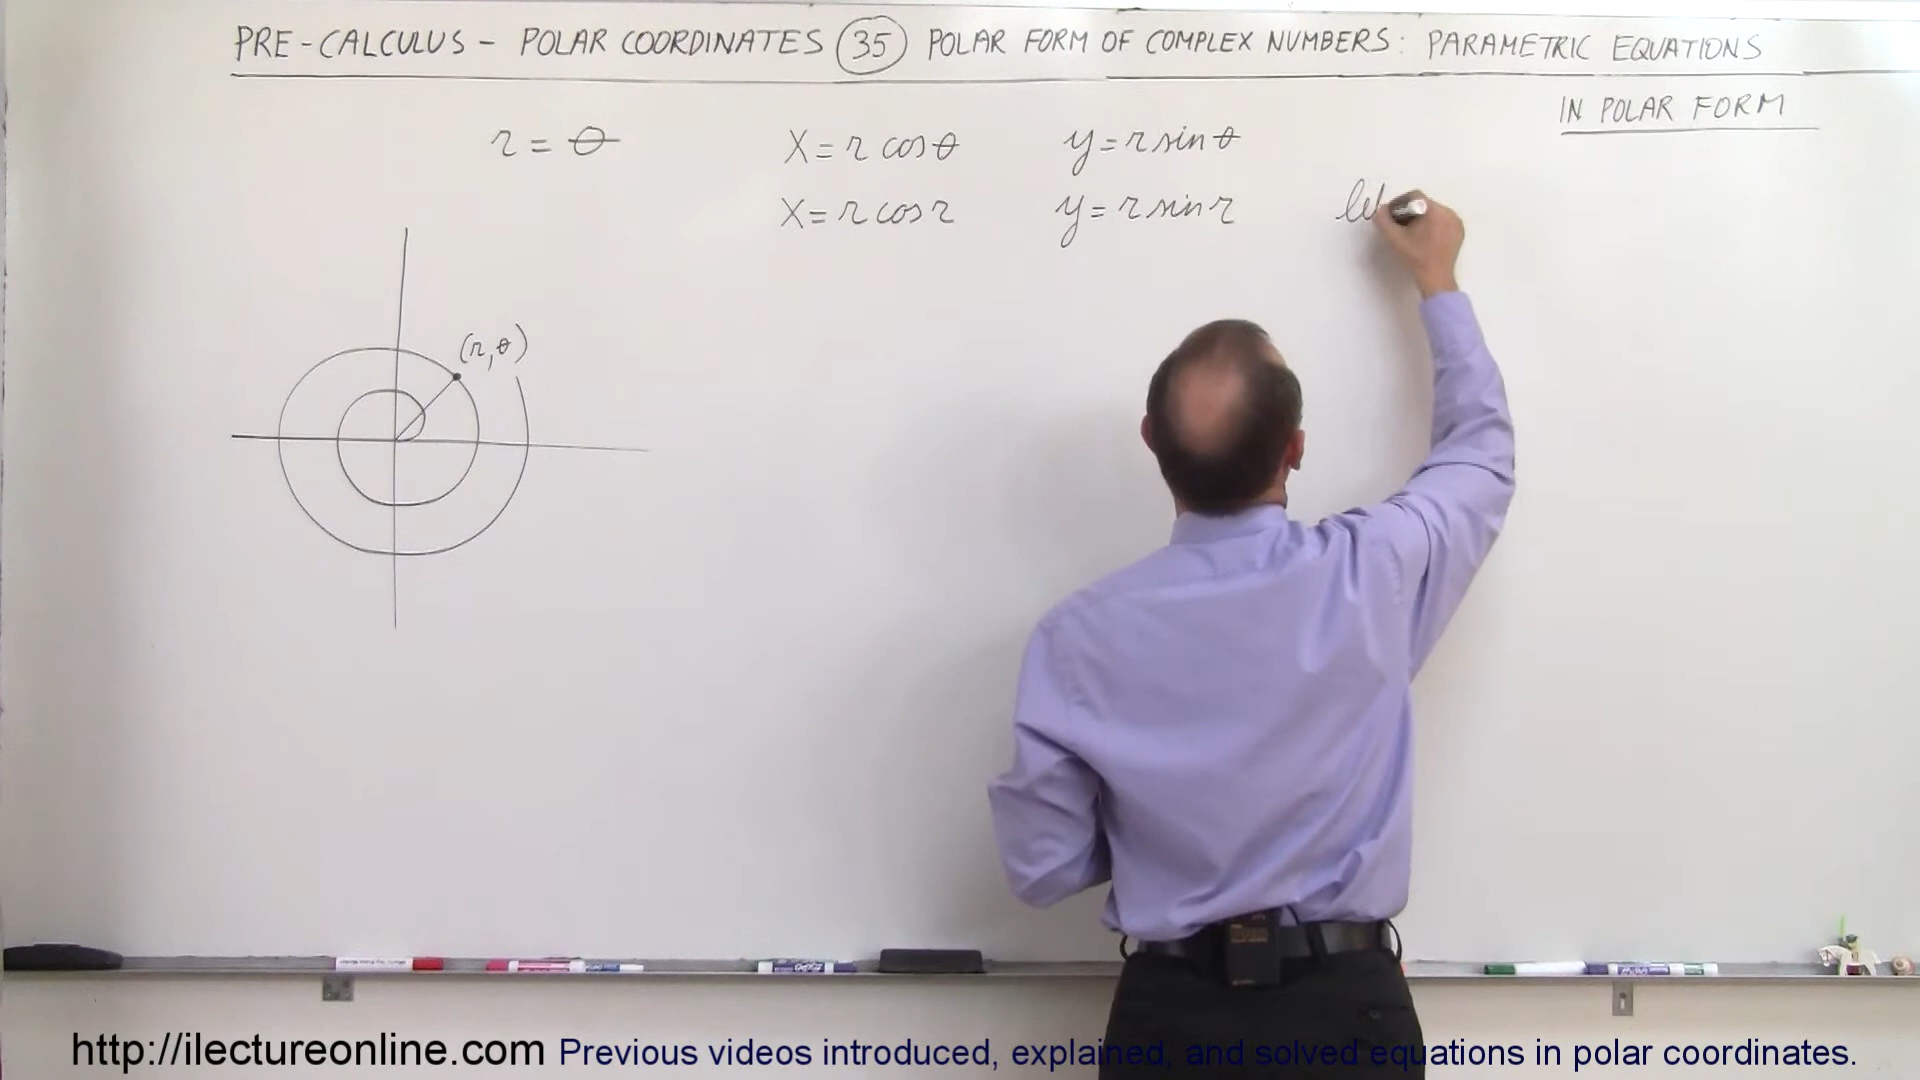 PRE-CALCULUS - POLAR COORDINATES 35 POLAR FORM OF COMPLEX NUMBERS: PARAMETRIC EQUATIONS
IN POLAR FORM
r = θ x = r cos θ y = r sin θ
x = r cos r y = r sin r let
(r, θ)
http://ilectureonline.com Previous videos introduced, explained, and solved equations in polar coordinates.